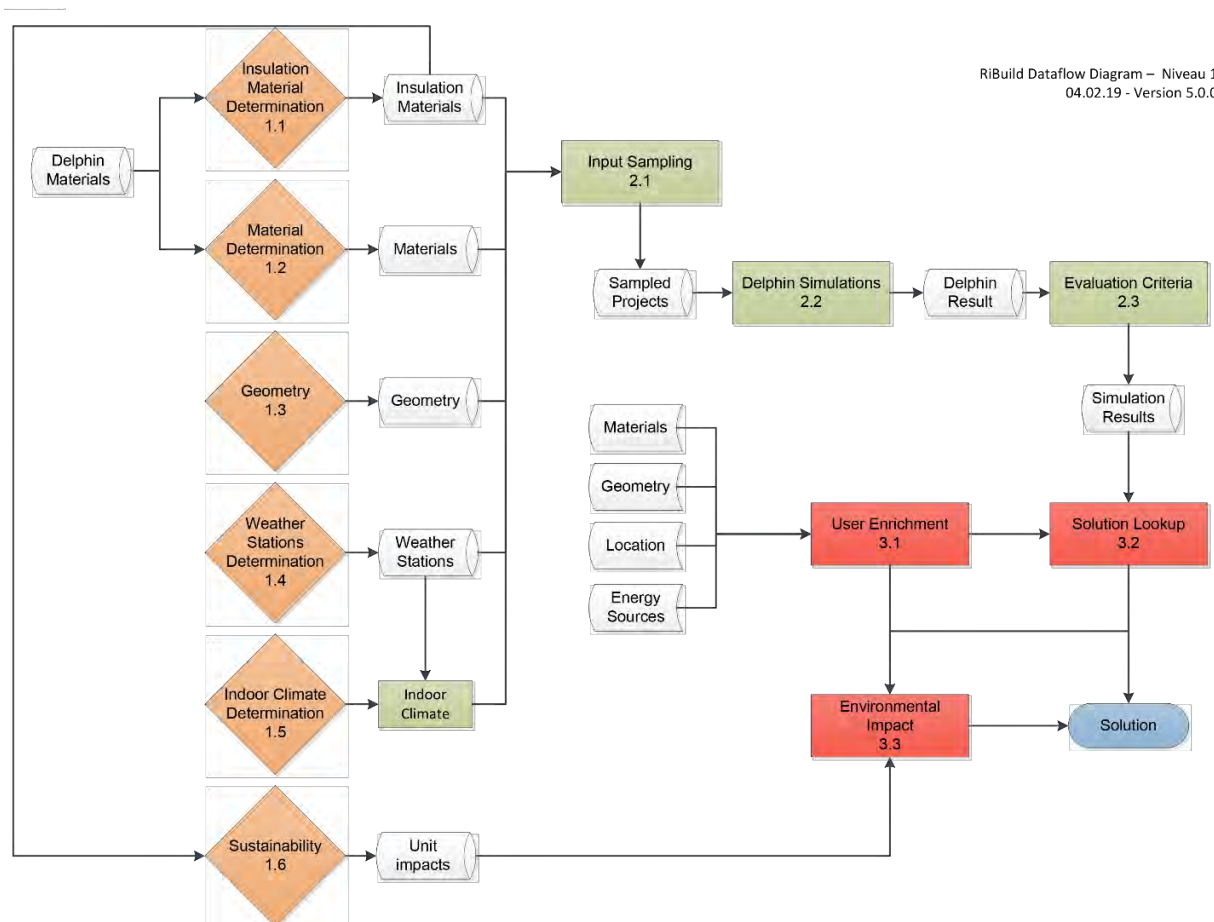 RiBuild Dataflow Diagram – Niveau 1
04.02.19 - Version 5.0.0
Insulation
Material
Determination
1.1
Insulation
Materials
Delphin
Materials
Input Sampling
2.1
Material
Determination
1.2
Materials
Sampled
Projects
Delphin Simulations
2.2
Delphin
Result
Evaluation Criteria
2.3
Geometry
1.3
Geometry
Simulation
Results
Materials
Geometry
Location
Energy
Sources
Weather
Stations
Determination
1.4
Weather
Stations
User Enrichment
3.1
Solution Lookup
3.2
Indoor Climate
Determination
1.5
Indoor
Climate
Environmental
Impact
3.3
Solution
Sustainability
1.6
Unit
impacts